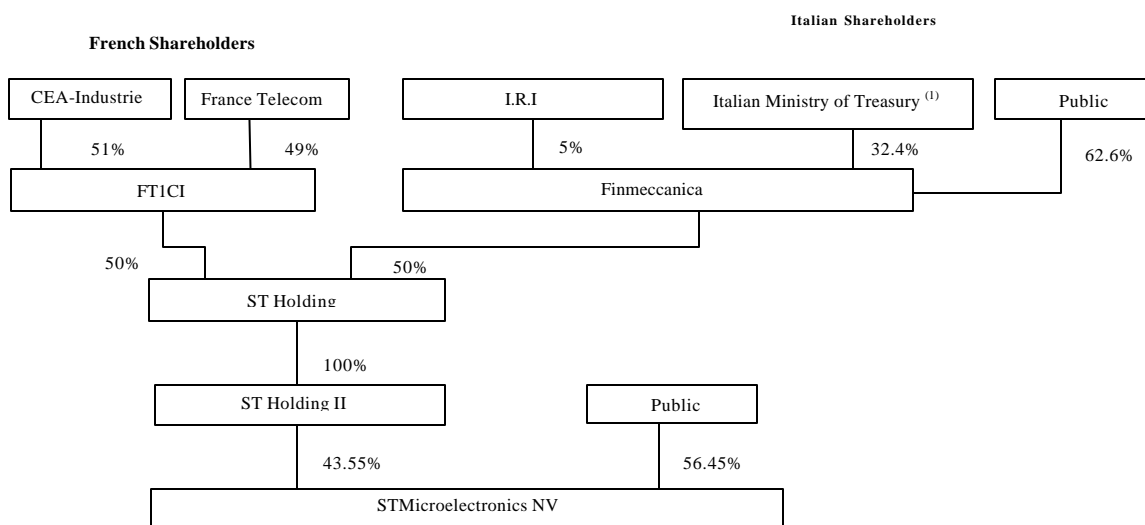 Italian Shareholders
French Shareholders
CEA-Industrie
France Telecom
I.R.I
Italian Ministry of Treasury (1)
Public
51%
49%
5%
32.4%
62.6%
FT1CI
Finmeccanica
50%
50%
ST Holding
100%
ST Holding II
Public
43.55%
56.45%
STMicroelectronics NV